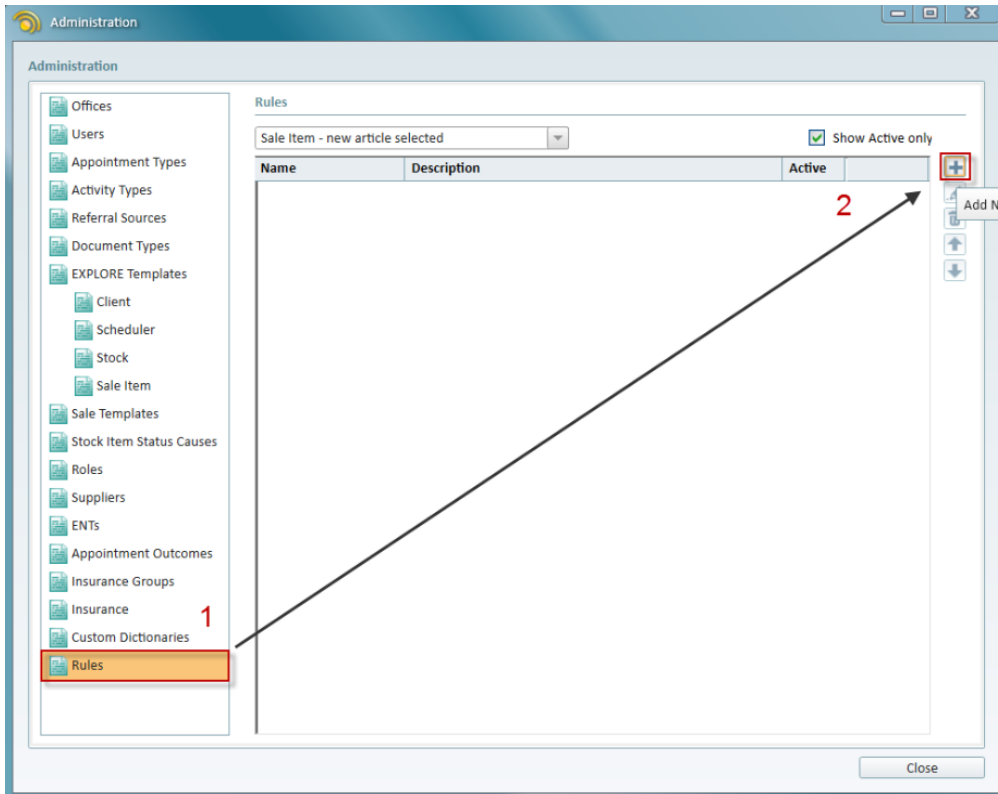 Administration
Administration
Offices
Users
Appointment Types
Activity Types
Referral Sources
Document Types
EXPLORE Templates
Client
Scheduler
Stock
Sale Item
Sale Templates
Stock Item Status Causes
Roles
Suppliers
ENTs
Appointment Outcomes
Insurance Groups
Insurance
1
Custom Dictionaries
Rules
Rules
Sale Item - new article selected
Show Active only
Name Description Active
2
Add N
Close